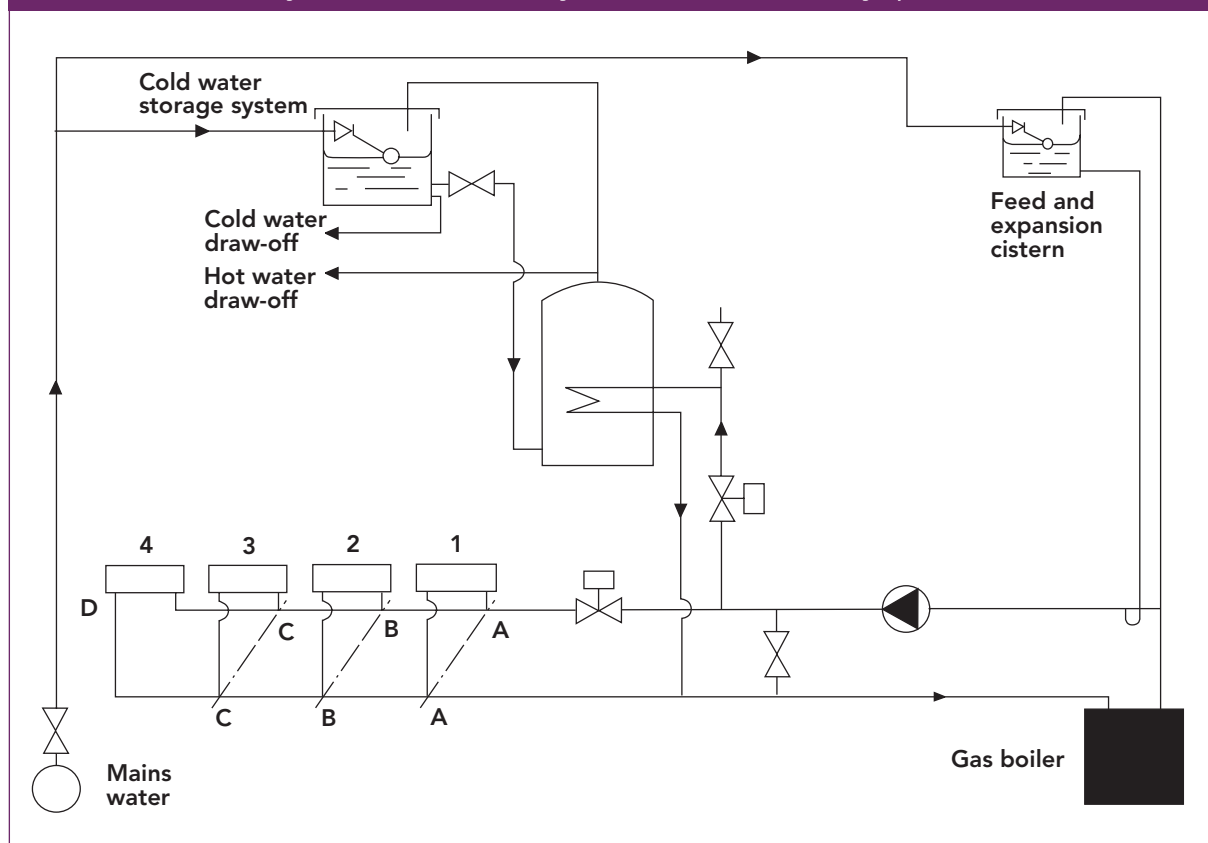 Cold water
storage system
Feed and
expansion
cistern
Cold water
draw-off
Hot water
draw-off
4
3
2
1
D
C
B
A
C
B
A
Mains
water
Gas boiler